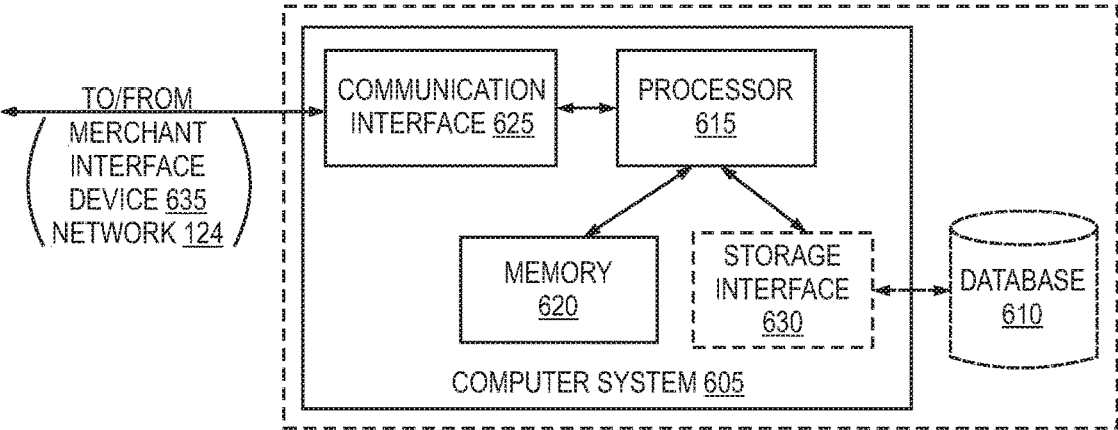 TO/FROM
MERCHANT
INTERFACE
DEVICE 635
NETWORK 124
COMMUNICATION
INTERFACE 625
PROCESSOR
615
MEMORY
620
STORAGE
INTERFACE
630
DATABASE
610
COMPUTER SYSTEM 605